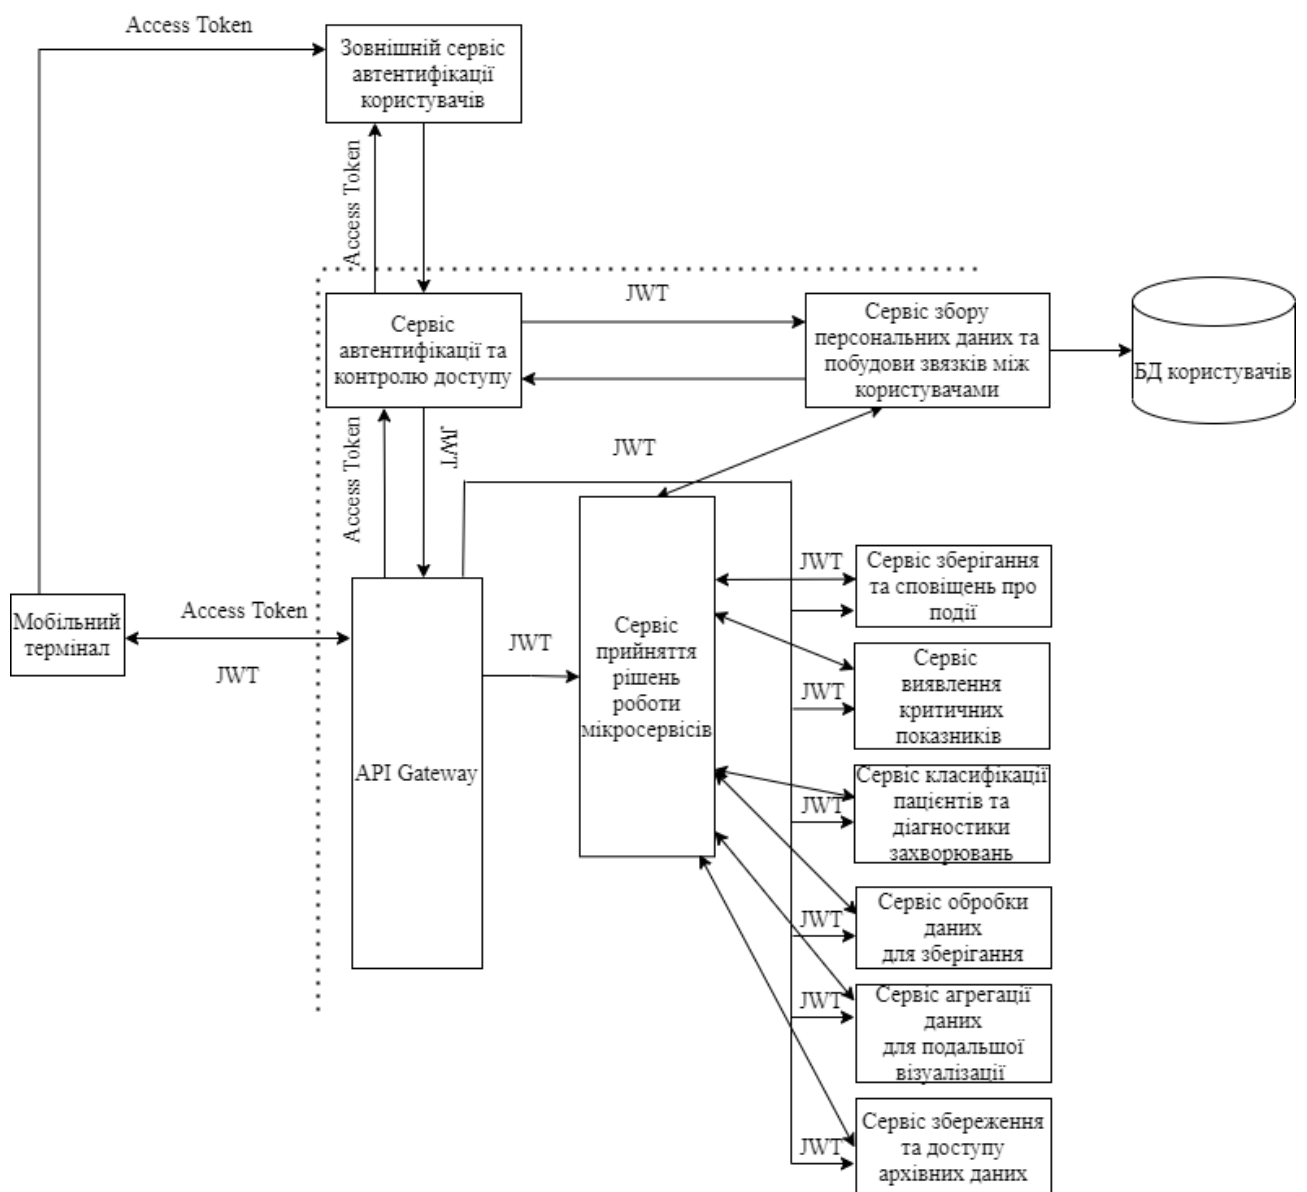 Access Token
Зовнішній сервіс
автентифікації
користувачів
Access Token
JWT
Сервіс
автентифікації та
контролю доступу
Сервіс збору
персональних даних та
побудови звязків між
користувачами
БД користувачів
Access Token
JWT
JWT
Мобільний
термінал
Access Token
JWT
API Gateway
JWT
Сервіс
прийняття
рішень
роботи
мікросервісів
JWT
Сервіс зберігання
та сповіщень про
події
JWT
Сервіс
виявлення
критичних
показників
JWT
Сервіс класифікації
пацієнтів та
діагностики
захворювань
JWT
Сервіс обробки
даних
для зберігання
JWT
Сервіс агрегації
даних
для подальшої
візуалізації
JWT
Сервіс збереження
та доступу
архівних даних